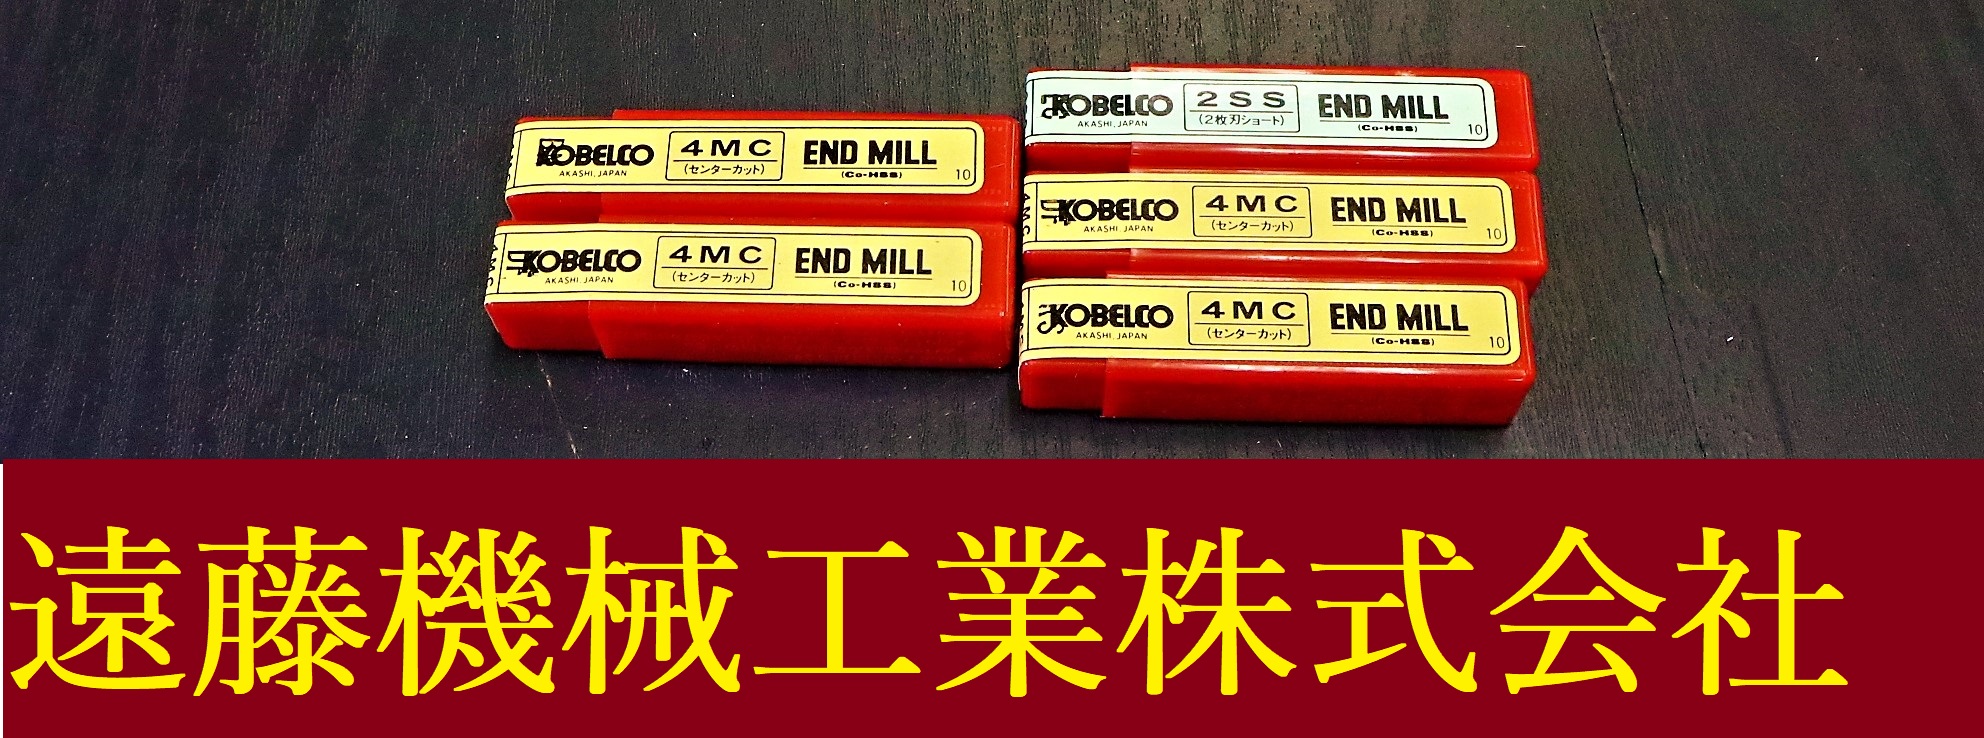 KOBELCO 4MC END MILL
AKASHI, JAPAN (センターカット) (Co-HSS) 10
KOBELCO 4MC END MILL
AKASHI, JAPAN (センターカット) (Co-HSS) 10
4MC
KOBELCO 2SS END MILL
AKASHI, JAPAN (2枚刃ショート) (Co-HSS) 10
KOBELCO 4MC END MILL
AKASHI, JAPAN (センターカット) (Co-HSS) 10
4MC
KOBELCO 4MC END MILL
AKASHI, JAPAN (センターカット) (Co-HSS) 10
遠藤機械工業株式会社